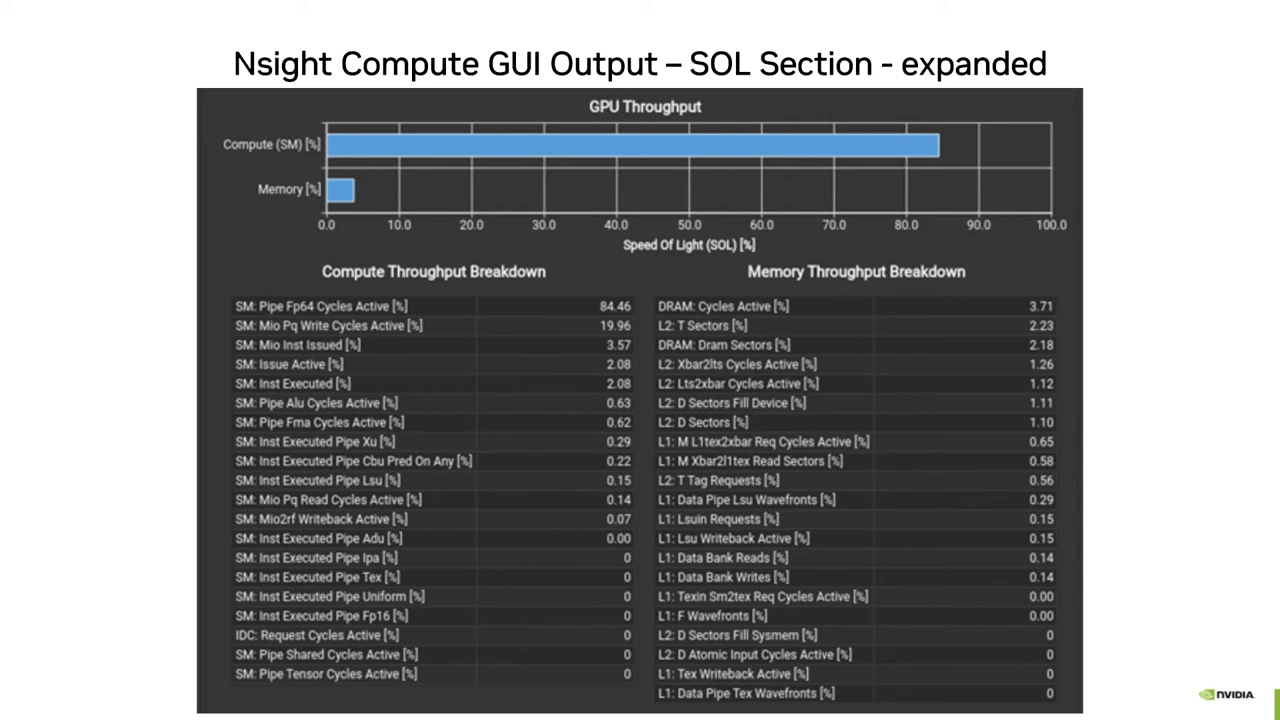 Nsight Compute GUI Output – SOL Section - expanded
GPU Throughput
Compute (SM) [%]
Memory [%]
0.0 10.0 20.0 30.0 40.0 50.0 60.0 70.0 80.0 90.0 100.0
Speed Of Light (SOL) [%]
Compute Throughput Breakdown
SM: Pipe Fp64 Cycles Active [%] 84.46
SM: Mio Pq Write Cycles Active [%] 19.96
SM: Mio Inst Issued [%] 3.57
SM: Issue Active [%] 2.08
SM: Inst Executed [%] 2.08
SM: Pipe Alu Cycles Active [%] 0.63
SM: Pipe Fma Cycles Active [%] 0.62
SM: Inst Executed Pipe Xu [%] 0.29
SM: Inst Executed Pipe Cbu Pred On Any [%] 0.22
SM: Inst Executed Pipe Lsu [%] 0.15
SM: Mio Pq Read Cycles Active [%] 0.14
SM: Mio2rf Writeback Active [%] 0.07
SM: Inst Executed Pipe Adu [%] 0.00
SM: Inst Executed Pipe Ipa [%] 0
SM: Inst Executed Pipe Tex [%] 0
SM: Inst Executed Pipe Uniform [%] 0
SM: Inst Executed Pipe Fp16 [%] 0
IDC: Request Cycles Active [%] 0
SM: Pipe Shared Cycles Active [%] 0
SM: Pipe Tensor Cycles Active [%] 0
Memory Throughput Breakdown
DRAM: Cycles Active [%] 3.71
L2: T Sectors [%] 2.23
DRAM: Dram Sectors [%] 2.18
L2: Xbar2lts Cycles Active [%] 1.26
L2: Lts2xbar Cycles Active [%] 1.12
L2: D Sectors Fill Device [%] 1.11
L2: D Sectors [%] 1.10
L1: M L1tex2xbar Req Cycles Active [%] 0.65
L1: M Xbar2l1tex Read Sectors [%] 0.58
L2: T Tag Requests [%] 0.56
L1: Data Pipe Lsu Wavefronts [%] 0.29
L1: Lsuin Requests [%] 0.15
L1: Lsu Writeback Active [%] 0.15
L1: Data Bank Reads [%] 0.14
L1: Data Bank Writes [%] 0.14
L1: Texin Sm2tex Req Cycles Active [%] 0.00
L1: F Wavefronts [%] 0.00
L2: D Sectors Fill Sysmem [%] 0
L2: D Atomic Input Cycles Active [%] 0
L1: Tex Writeback Active [%] 0
L1: Data Pipe Tex Wavefronts [%] 0
NVIDIA